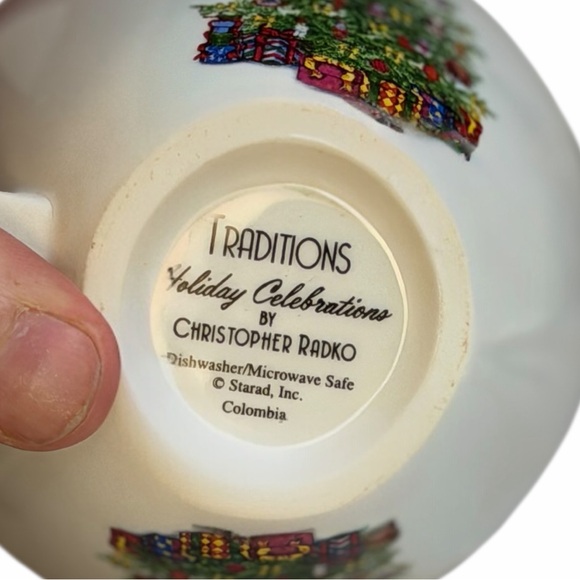 TRADITIONS
Holiday Celebrations
BY
CHRISTOPHER RADKO
Dishwasher/Microwave Safe
© Starad, Inc.
Colombia